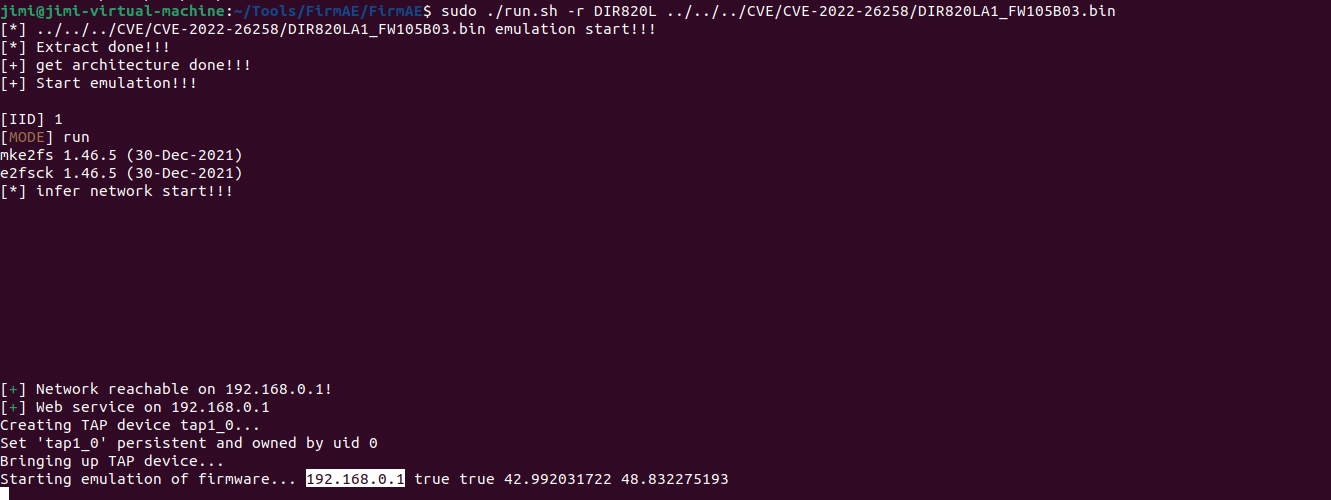 jimi@jimi-virtual-machine:~/Tools/FirmAE/FirmAE$ sudo ./run.sh -r DIR820L ../../../CVE/CVE-2022-26258/DIR820LA1_FW105B03.bin
[*] ../../../CVE/CVE-2022-26258/DIR820LA1_FW105B03.bin emulation start!!!
[*] Extract done!!!
[+] get architecture done!!!
[+] Start emulation!!!
[IID] 1
[MODE] run
mke2fs 1.46.5 (30-Dec-2021)
e2fsck 1.46.5 (30-Dec-2021)
[*] infer network start!!!
[+] Network reachable on 192.168.0.1!
[+] Web service on 192.168.0.1
Creating TAP device tap1_0...
Set 'tap1_0' persistent and owned by uid 0
Bringing up TAP device...
Starting emulation of firmware... 192.168.0.1 true true 42.992031722 48.832275193